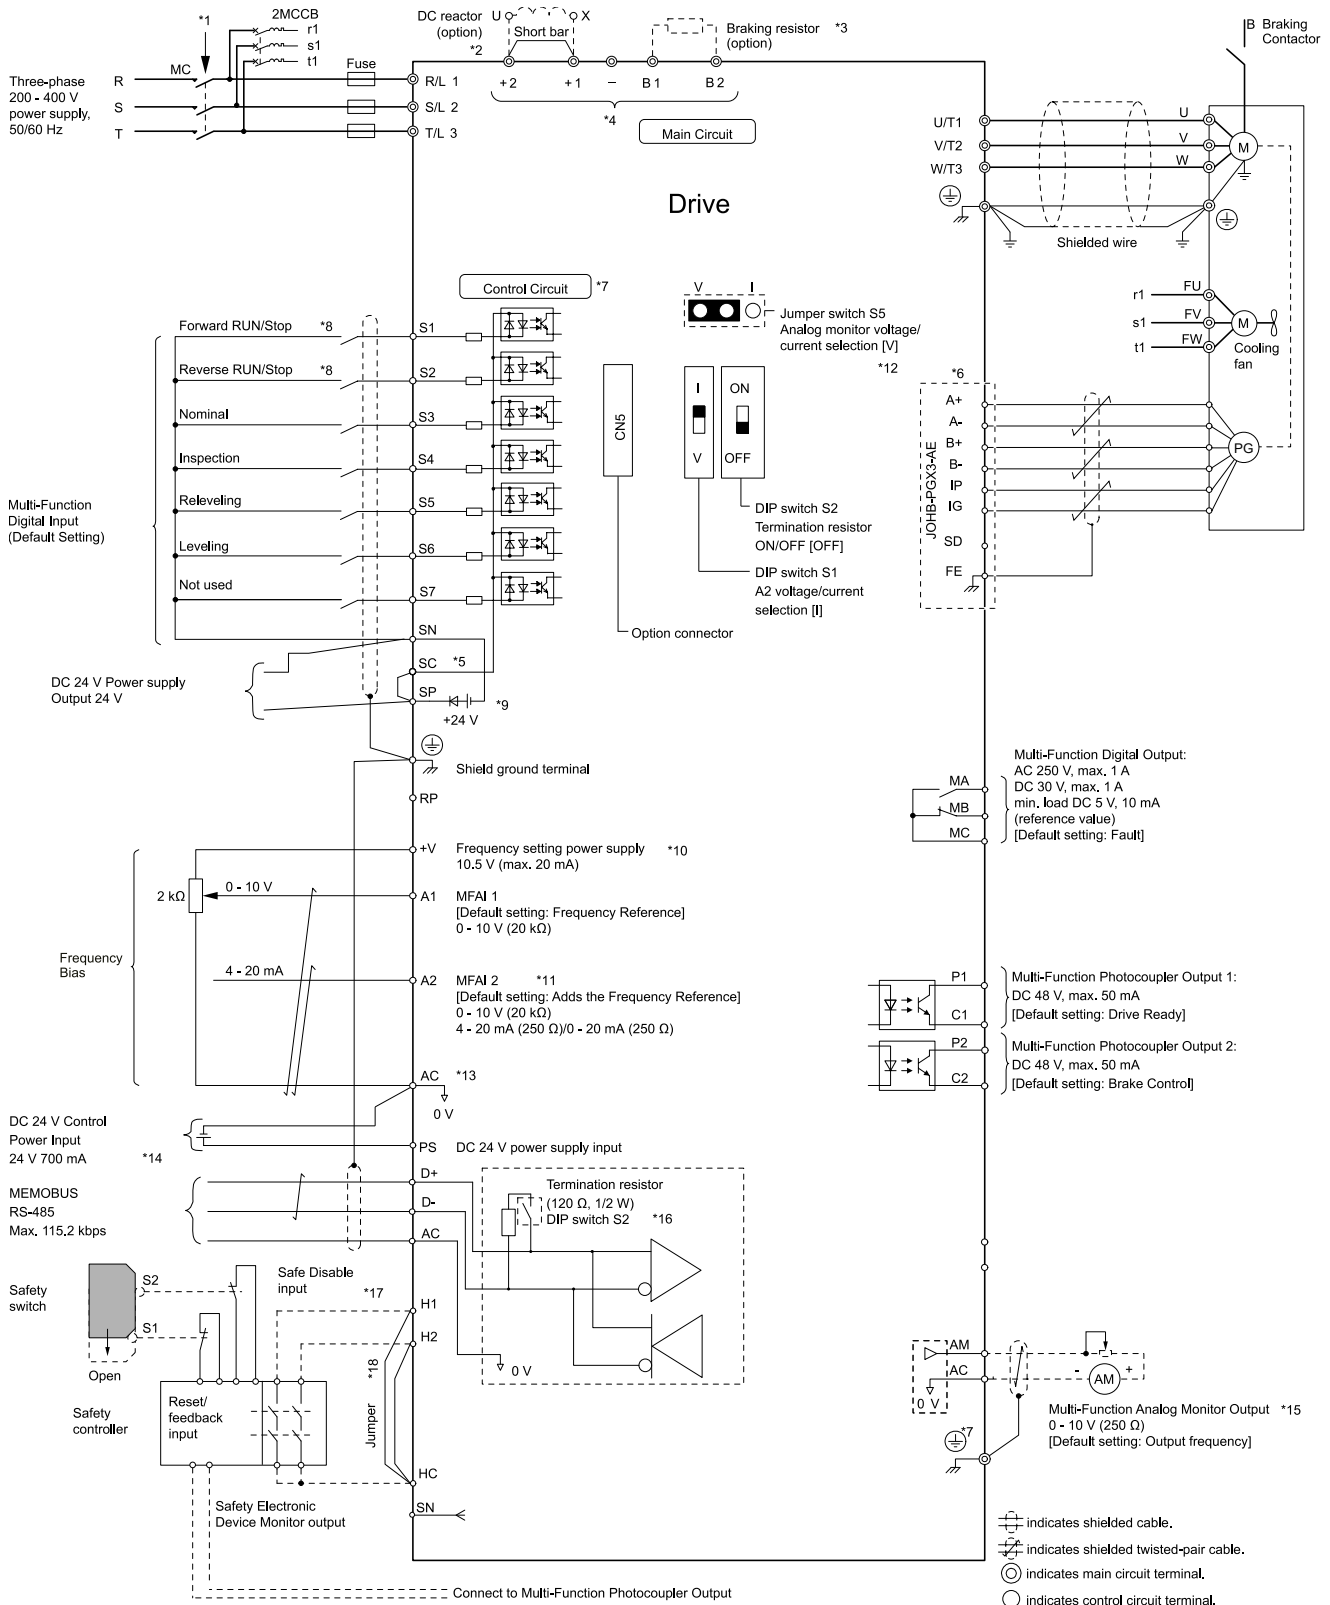 *1
2MCCB
r1
s1
t1
MC
Fuse
Three-phase
200 - 400 V
power supply,
50/60 Hz
R
S
T
R/L 1
S/L 2
T/L 3
DC reactor
(option)
*2
U
X
Short bar
+2
+1
–
B1
B2
*4
Braking resistor
(option)
*3
Main Circuit
Drive
B
Braking
Contactor
U/T1
V/T2
W/T3
U
V
W
M
Shielded wire
r1
s1
t1
FU
FV
FW
M
Cooling
fan
Control Circuit
*7
V
I
Jumper switch S5
Analog monitor voltage/
current selection [V]
*12
I
V
ON
OFF
DIP switch S2
Termination resistor
ON/OFF [OFF]
DIP switch S1
A2 voltage/current
selection [I]
CN5
Option connector
*6
JOHB-PGX3-AE
A+
A-
B+
B-
IP
IG
SD
FE
PG
Multi-Function
Digital Input
(Default Setting)
Forward RUN/Stop
*8
S1
Reverse RUN/Stop
*8
S2
Nominal
S3
Inspection
S4
Releveling
S5
Leveling
S6
Not used
S7
SN
SC
*5
SP
+24 V
*9
DC 24 V Power supply
Output 24 V
Shield ground terminal
RP
+V
Frequency setting power supply
*10
10.5 V (max. 20 mA)
2 kΩ
0 - 10 V
A1
MFAI 1
[Default setting: Frequency Reference]
0 - 10 V (20 kΩ)
Frequency
Bias
4 - 20 mA
A2
MFAI 2
*11
[Default setting: Adds the Frequency Reference]
0 - 10 V (20 kΩ)
4 - 20 mA (250 Ω)/0 - 20 mA (250 Ω)
AC
*13
0 V
DC 24 V Control
Power Input
24 V 700 mA
*14
PS
DC 24 V power supply input
MEMOBUS
RS-485
Max. 115.2 kbps
D+
D-
AC
Termination resistor
(120 Ω, 1/2 W)
DIP switch S2
*16
0 V
Multi-Function Digital Output:
AC 250 V, max. 1 A
DC 30 V, max. 1 A
min. load DC 5 V, 10 mA
(reference value)
[Default setting: Fault]
MA
MB
MC
P1
C1
Multi-Function Photocoupler Output 1:
DC 48 V, max. 50 mA
[Default setting: Drive Ready]
P2
C2
Multi-Function Photocoupler Output 2:
DC 48 V, max. 50 mA
[Default setting: Brake Control]
Safety
switch
S2
S1
Open
Safe Disable
input
*17
H1
H2
*18
Jumper
HC
SN
Safety
controller
Reset/
feedback
input
Safety Electronic
Device Monitor output
Connect to Multi-Function Photocoupler Output
AM
AC
0 V
*7
-
AM
+
Multi-Function Analog Monitor Output
*15
0 - 10 V (250 Ω)
[Default setting: Output frequency]
indicates shielded cable.
indicates shielded twisted-pair cable.
indicates main circuit terminal.
indicates control circuit terminal.